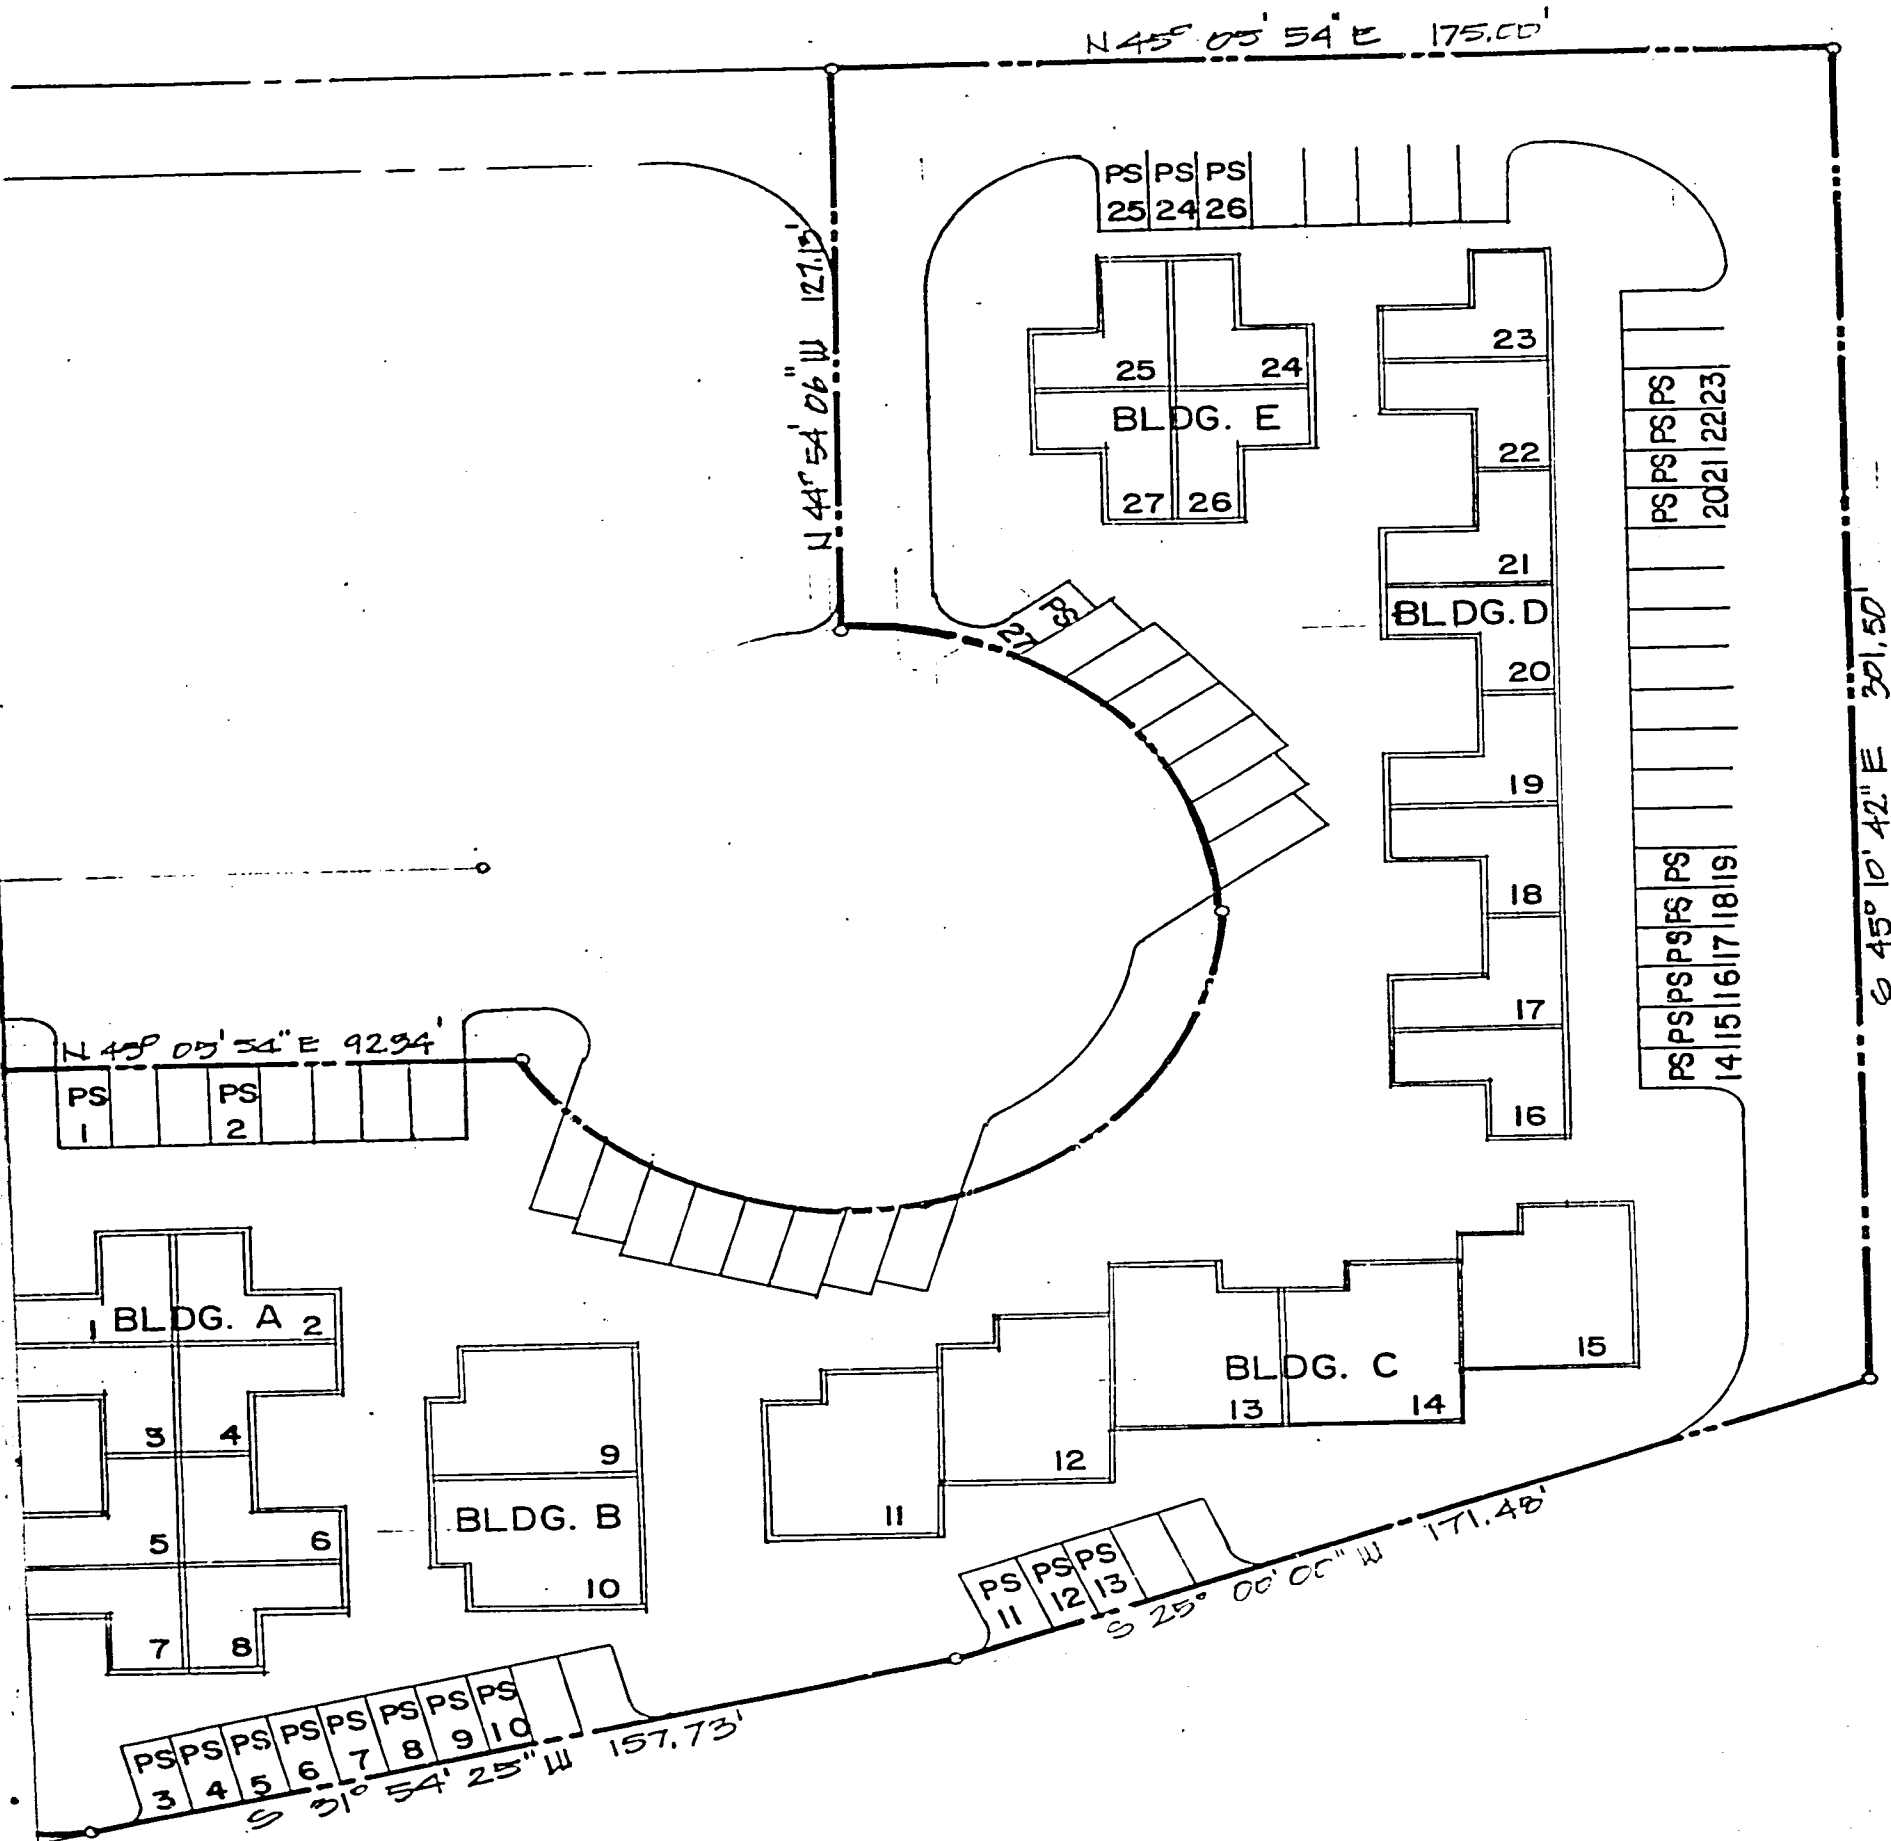 N 45° 05' 54" E 175.00'
PS PS PS
25 24 26
N 44° 54' 06" W 127.13'
25 24
BLDG. E
27 26
23
22
21
BLDG. D
20
19
18
17
16
PS 23
PS 22
PS 21
PS 20
PS 19
PS 18
PS 17
PS 16
PS 15
PS 14
S 45° 10' 42" E 301.50'
PS
27
N 45° 05' 54" E 92.94'
PS PS
1 2
1 BLDG. A 2
3 4
5 6
7 8
9
BLDG. B
10
11
12
BLDG. C
13 14
15
PS PS PS
11 12 13
S 25° 00' 00" W 171.48'
PS PS PS PS PS PS PS PS
3 4 5 6 7 8 9 10
S 31° 54' 25" W 157.73'